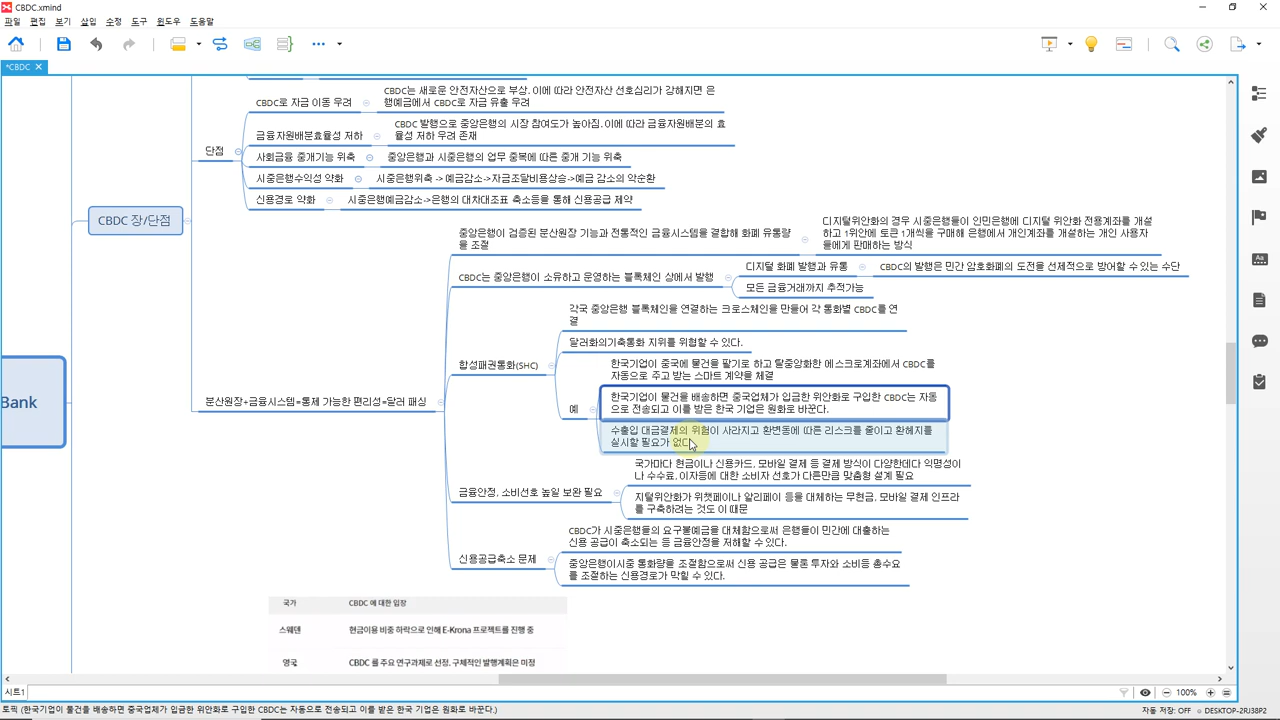 CBDC.xmind
파일 편집 보기 삽입 수정 도구 윈도우 도움말
*CBDC
CBDC로 자금 이동 우려
CBDC는 새로운 안전자산으로 부상. 이에 따라 안전자산 선호심리가 강해지면 은
행예금에서 CBDC로 자금 유출 우려
단점
금융자원배분효율성 저하
CBDC 발행으로 중앙은행의 시장 참여도가 높아짐.이에 따라 금융자원배분의 효
율성 저하 우려 존재
사회금융 중개기능 위축
중앙은행과 시중은행의 업무 중복에 따른 중개 기능 위축
시중은행수익성 약화
시중은행위축 -> 예금감소->자금조달비용상승->예금 감소의 악순환
신용경로 약화
시중은행예금감소->은행의 대차대조표 축소등을 통해 신용공급 제약
CBDC 장/단점
중앙은행이 검증된 분산원장 기능과 전통적인 금융시스템을 결합해 화폐 유통량
을 조절
디지털위안화의 경우 시중은행들이 인민은행에 디지털 위안화 전용계좌를 개설
하고 1위안에 토큰 1개씩을 구매해 은행에서 개인계좌를 개설하는 개인 사용자
들에게 판매하는 방식
CBDC는 중앙은행이 소유하고 운영하는 블록체인 상에서 발행
디지털 화폐 발행과 유통
CBDC의 발행은 민간 암호화폐의 도전을 선제적으로 방어할 수 있는 수단
모든 금융거래까지 추적가능
각국 중앙은행 블록체인을 연결하는 크로스체인을 만들어 각 통화별 CBDC를 연
결
달러화의기축통화 지위를 위협할 수 있다.
합성패권통화(SHC)
한국기업이 중국에 물건을 팔기로 하고 탈중앙화한 에스크로계좌에서 CBDC를
자동으로 주고 받는 스마트 계약을 체결
예
한국기업이 물건을 배송하면 중국업체가 입금한 위안화로 구입한 CBDC는 자동
으로 전송되고 이를 받은 한국 기업은 원화로 바꾼다.
수출입 대금결제의 위험이 사라지고 환변동에 따른 리스크를 줄이고 환헤지를
실시할 필요가 없다.
분산원장+금융시스템=통제 가능한 편리성=달러 패싱
Bank
금융안정, 소비선호 높일 보완 필요
국가마다 현금이나 신용카드, 모바일 결제 등 결제 방식이 다양한데다 익명성이
나 수수료, 이자등에 대한 소비자 선호가 다른만큼 맞춤형 설계 필요
지털위안화가 위챗페이나 알리페이 등을 대체하는 무현금, 모바일 결제 인프라
를 구축하려는 것도 이 때문
신용공급축소 문제
CBDC가 시중은행들의 요구불예금을 대체함으로써 은행들이 민간에 대출하는
신용 공급이 축소되는 등 금융안정을 저해할 수 있다.
중앙은행이시중 통화량을 조절함으로써 신용 공급은 물론 투자와 소비등 총수요
를 조절하는 신용경로가 막힐 수 있다.
국가 CBDC 에 대한 입장
스웨덴 현금이용 비중 하락으로 인해 E-Krona 프로젝트를 진행 중
영국 CBDC 를 주요 연구과제로 선정. 구체적인 발행계획은 미정
시트1
100%
토픽 (한국기업이 물건을 배송하면 중국업체가 입금한 위안화로 구입한 CBDC는 자동으로 전송되고 이를 받은 한국 기업은 원화로 바꾼다.)
자동 저장: OFF
DESKTOP-2RJ38P2